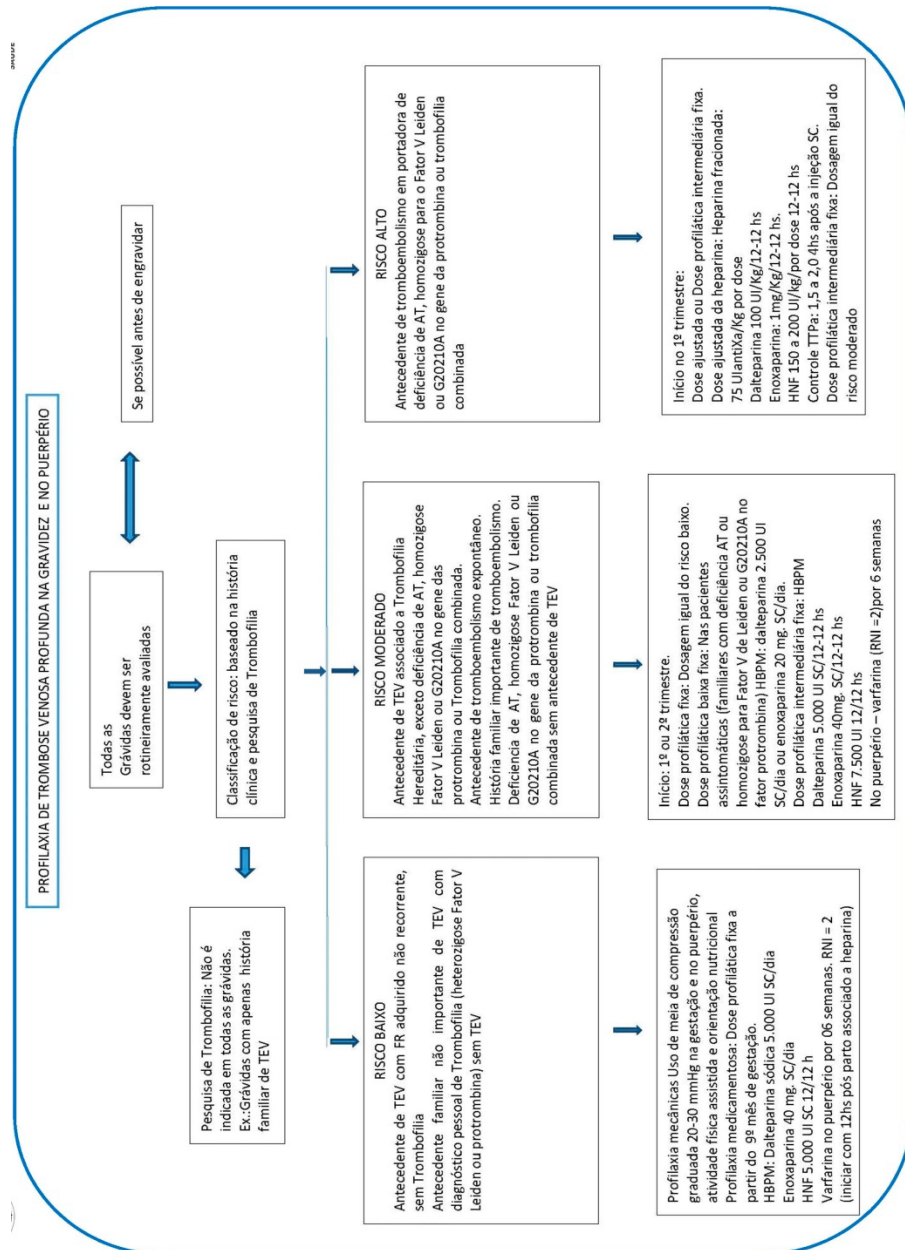 PROFILAXIA DE TROMBOSE VENOSA PROFUNDA NA GRAVIDEZ E NO PUERPÉRIO
Todas as
Grávidas devem ser
rotineiramente avaliadas
Se possível antes de engravidar
Pesquisa de Trombofilia: Não é
indicada em todas as grávidas.
Ex.:Grávidas com apenas história
familiar de TEV
Classificação de risco: baseado na história
clínica e pesquisa de Trombofilia
RISCO BAIXO
Antecedente de TEV com FR adquirido não recorrente,
sem Trombofilia
Antecedente familiar não importante de TEV com
diagnóstico pessoal de Trombofilia (heterozigose Fator V
Leiden ou protrombina) sem TEV
RISCO MODERADO
Antecedente de TEV associado a Trombofilia
Hereditária, exceto deficiência de AT, homozigose
Fator V Leiden ou G20210A no gene das
protrombina ou Trombofilia combinada.
Antecedente de tromboembolismo expontâneo.
História familiar importante de tromboembolismo.
Deficiencia de AT, homozigose Fator V Leiden ou
G20210A no gene da protrombina ou trombofilia
combinada sem antecedente de TEV
RISCO ALTO
Antecedente de tromboembolismo em portadora de
deficiência de AT, homozigose para o Fator V Leiden
ou G20210A no gene da protrombina ou trombofilia
combinada
Profilaxia mecânicas Uso de meia de compressão
graduada 20-30 mmHg na gestação e no puerpério,
atividade física assistida e orientação nutricional
Profilaxia medicamentosa: Dose profilática fixa a
partir do 9º mês de gestação.
HBPM: Dalteparina sódica 5.000 UI SC/dia
Enoxaparina 40 mg, SC/dia
HNF 5.000 UI SC 12/12 h
Varfarina no puerpério por 06 semanas. RNI = 2
(iniciar com 12hs pós parto associado a heparina)
Início: 1º ou 2º trimestre.
Dose profilática fixa: Dosagem igual do risco baixo.
Dose profilática baixa fixa: Nas pacientes
assintomáticas (familiares com deficiência AT ou
homozigose para Fator V de Leiden ou G20210A no
fator protrombina) HBPM: dalteparina 2.500 UI
SC/dia ou enoxaparina 20 mg. SC/dia.
Dose profilática intermediária fixa: HBPM
Dalteparina 5.000 UI SC/12-12 hs
Enoxaparina 40mg. SC/12-12 hs
HNF 7.500 UI 12/12 hs
No puerpério – varfarina (RNI =2)por 6 semanas
Início no 1º trimestre:
Dose ajustada ou Dose profilática intermediária fixa.
Dose ajustada da heparina: Heparina fracionada:
75 UIantiXa/Kg por dose
Dalteparina 100 UI/Kg/12-12 hs
Enoxaparina: 1mg/Kg/12-12 hs.
HNF 150 a 200 UI/kg/por dose 12-12 hs
Controle TTPa: 1,5 a 2,0 4hs após a injeção SC.
Dose profilática intermediária fixa: Dosagem igual do
risco moderado